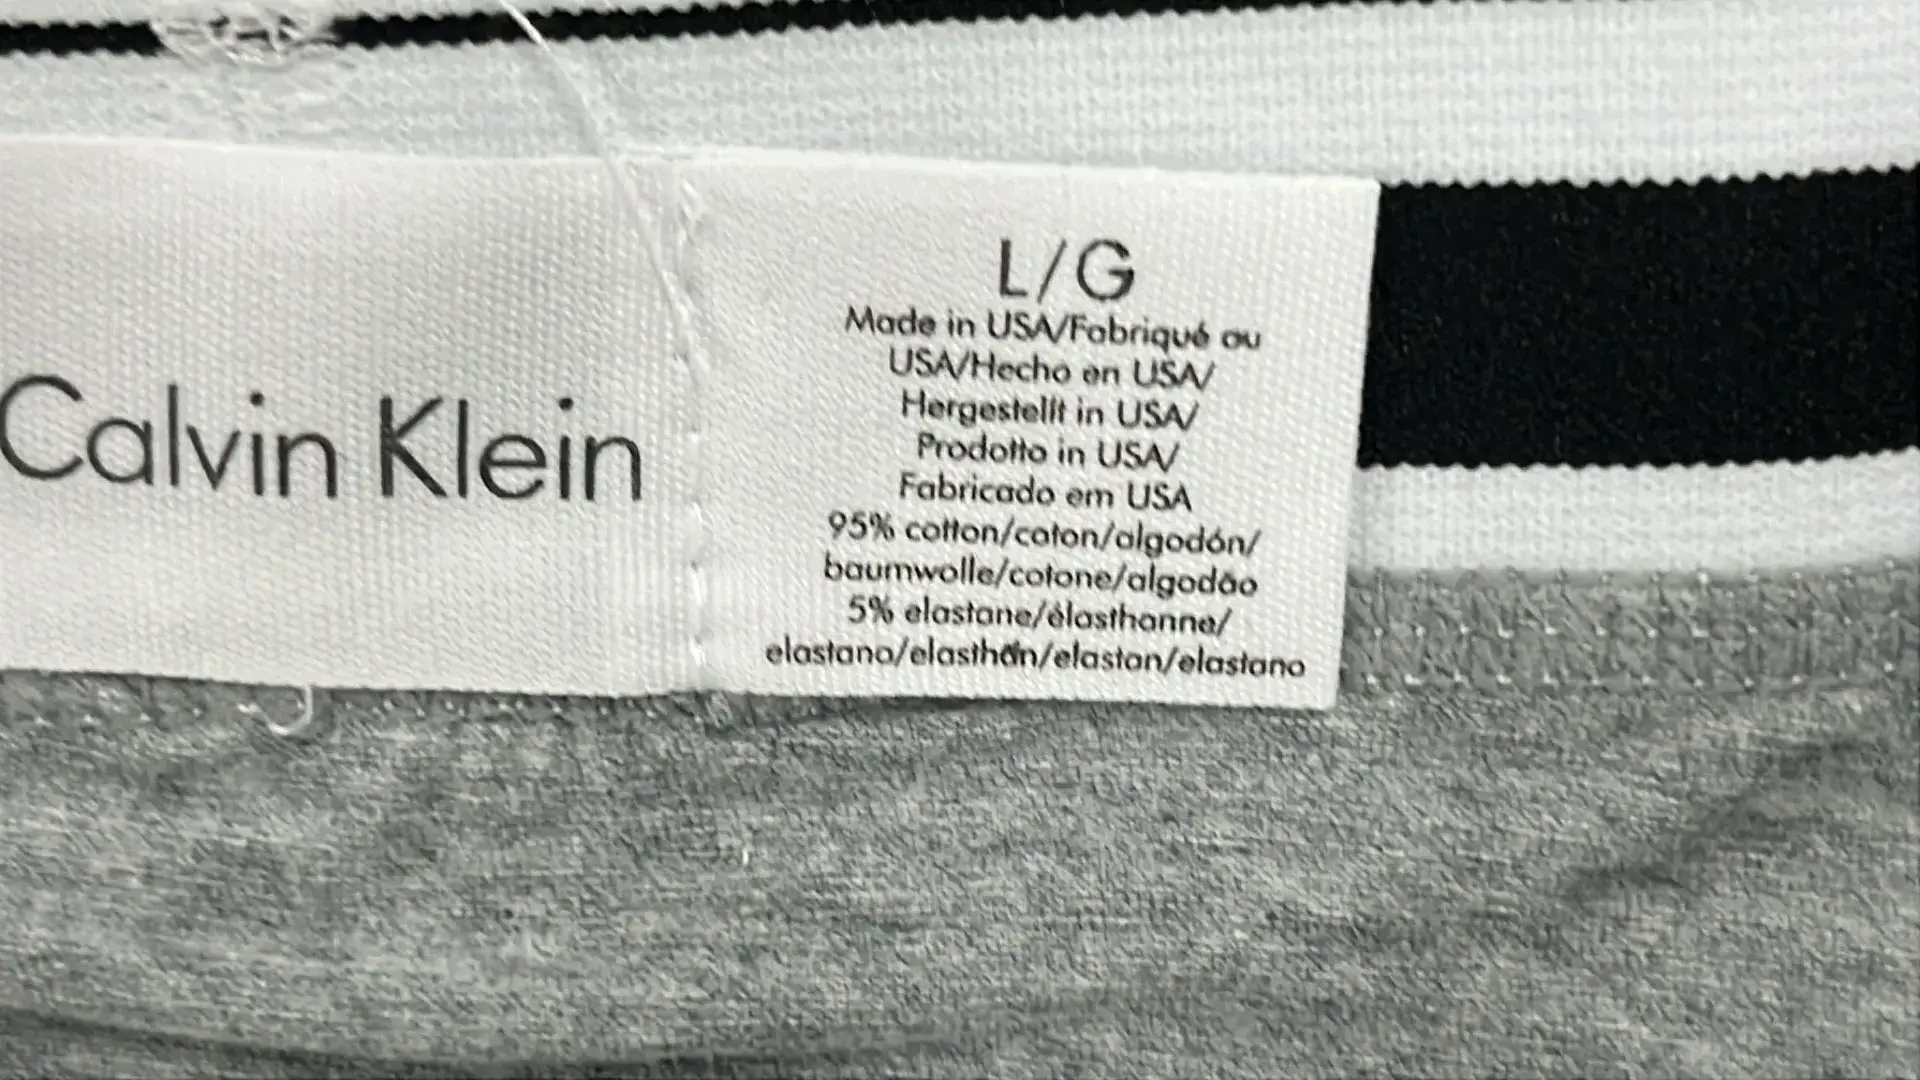 Calvin Klein
L/G
Made in USA/Fabriqué au
USA/Hecho en USA/
Hergestellt in USA/
Prodotto in USA/
Fabricado em USA
95% cotton/coton/algodón/
baumwolle/cotone/algodão
5% elastane/élasthanne/
elastano/elasthan/elastan/elastano